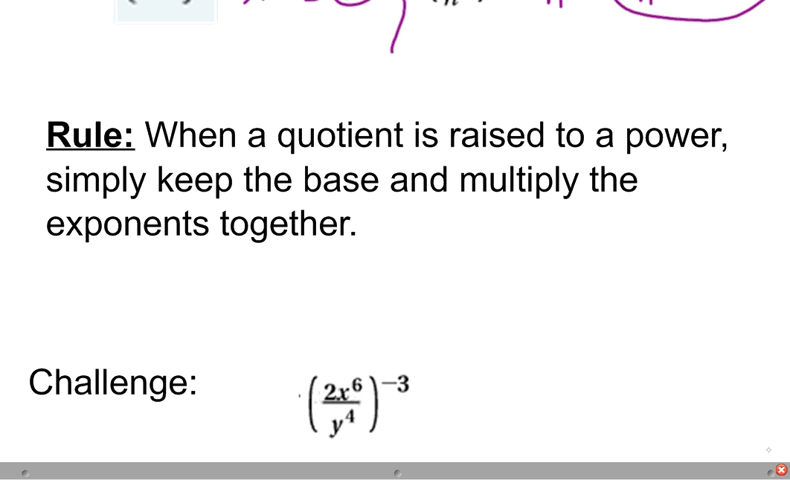 Rule: When a quotient is raised to a power,
simply keep the base and multiply the
exponents together.
Challenge: (2x⁶/y⁴)⁻³